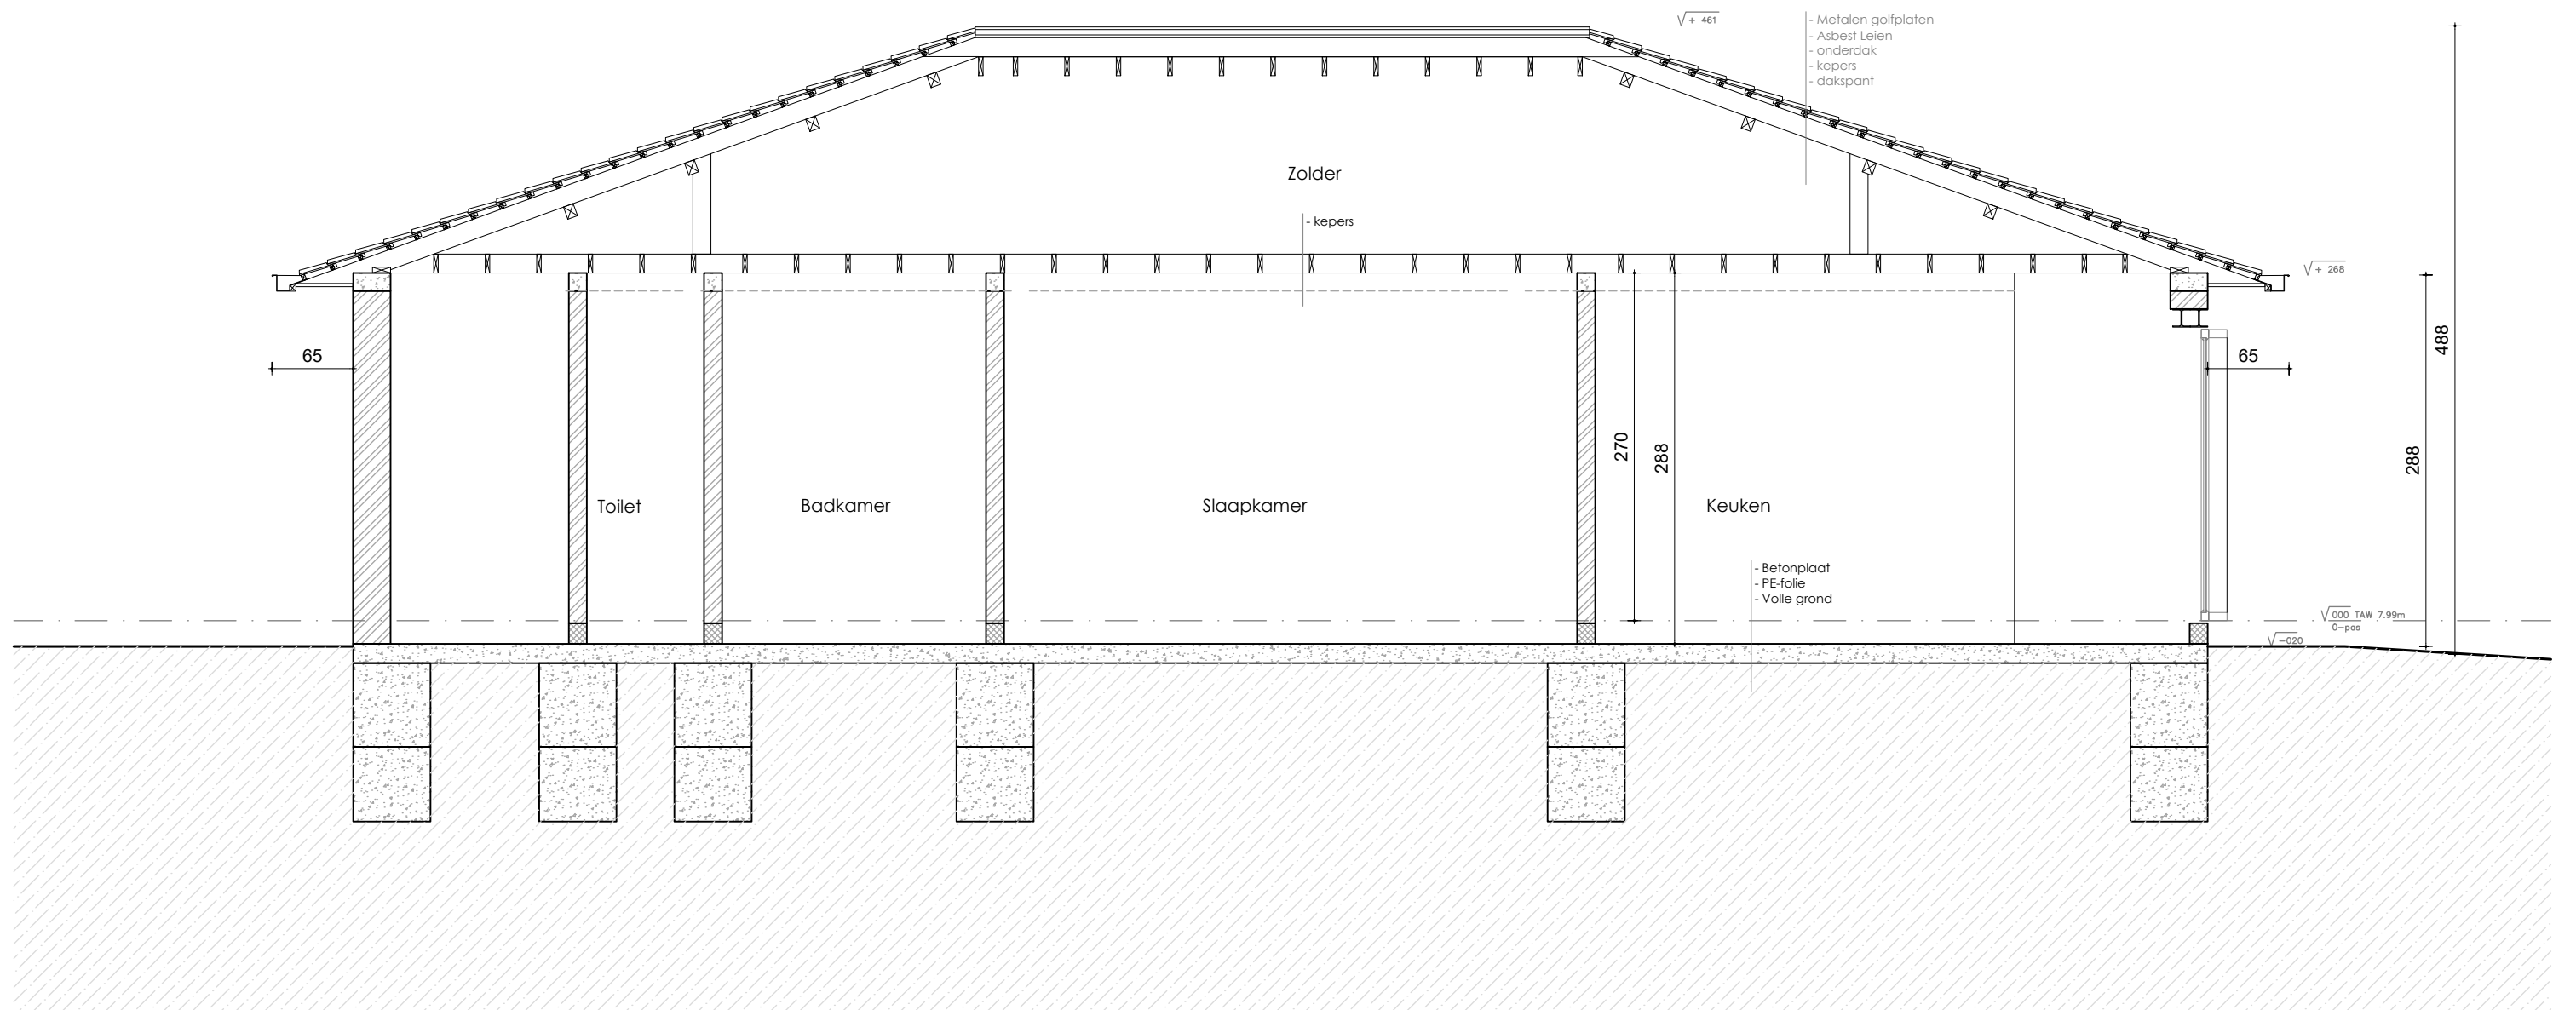 + 461
- Metalen golfplaten
- Asbest Leien
- onderdak
- kepers
- dakspant
Zolder
- kepers
+ 268
65
65
488
270
288
288
Toilet
Badkamer
Slaapkamer
Keuken
- Betonplaat
- PE-folie
- Volle grond
000 TAW 7.99m
0-pas
-020